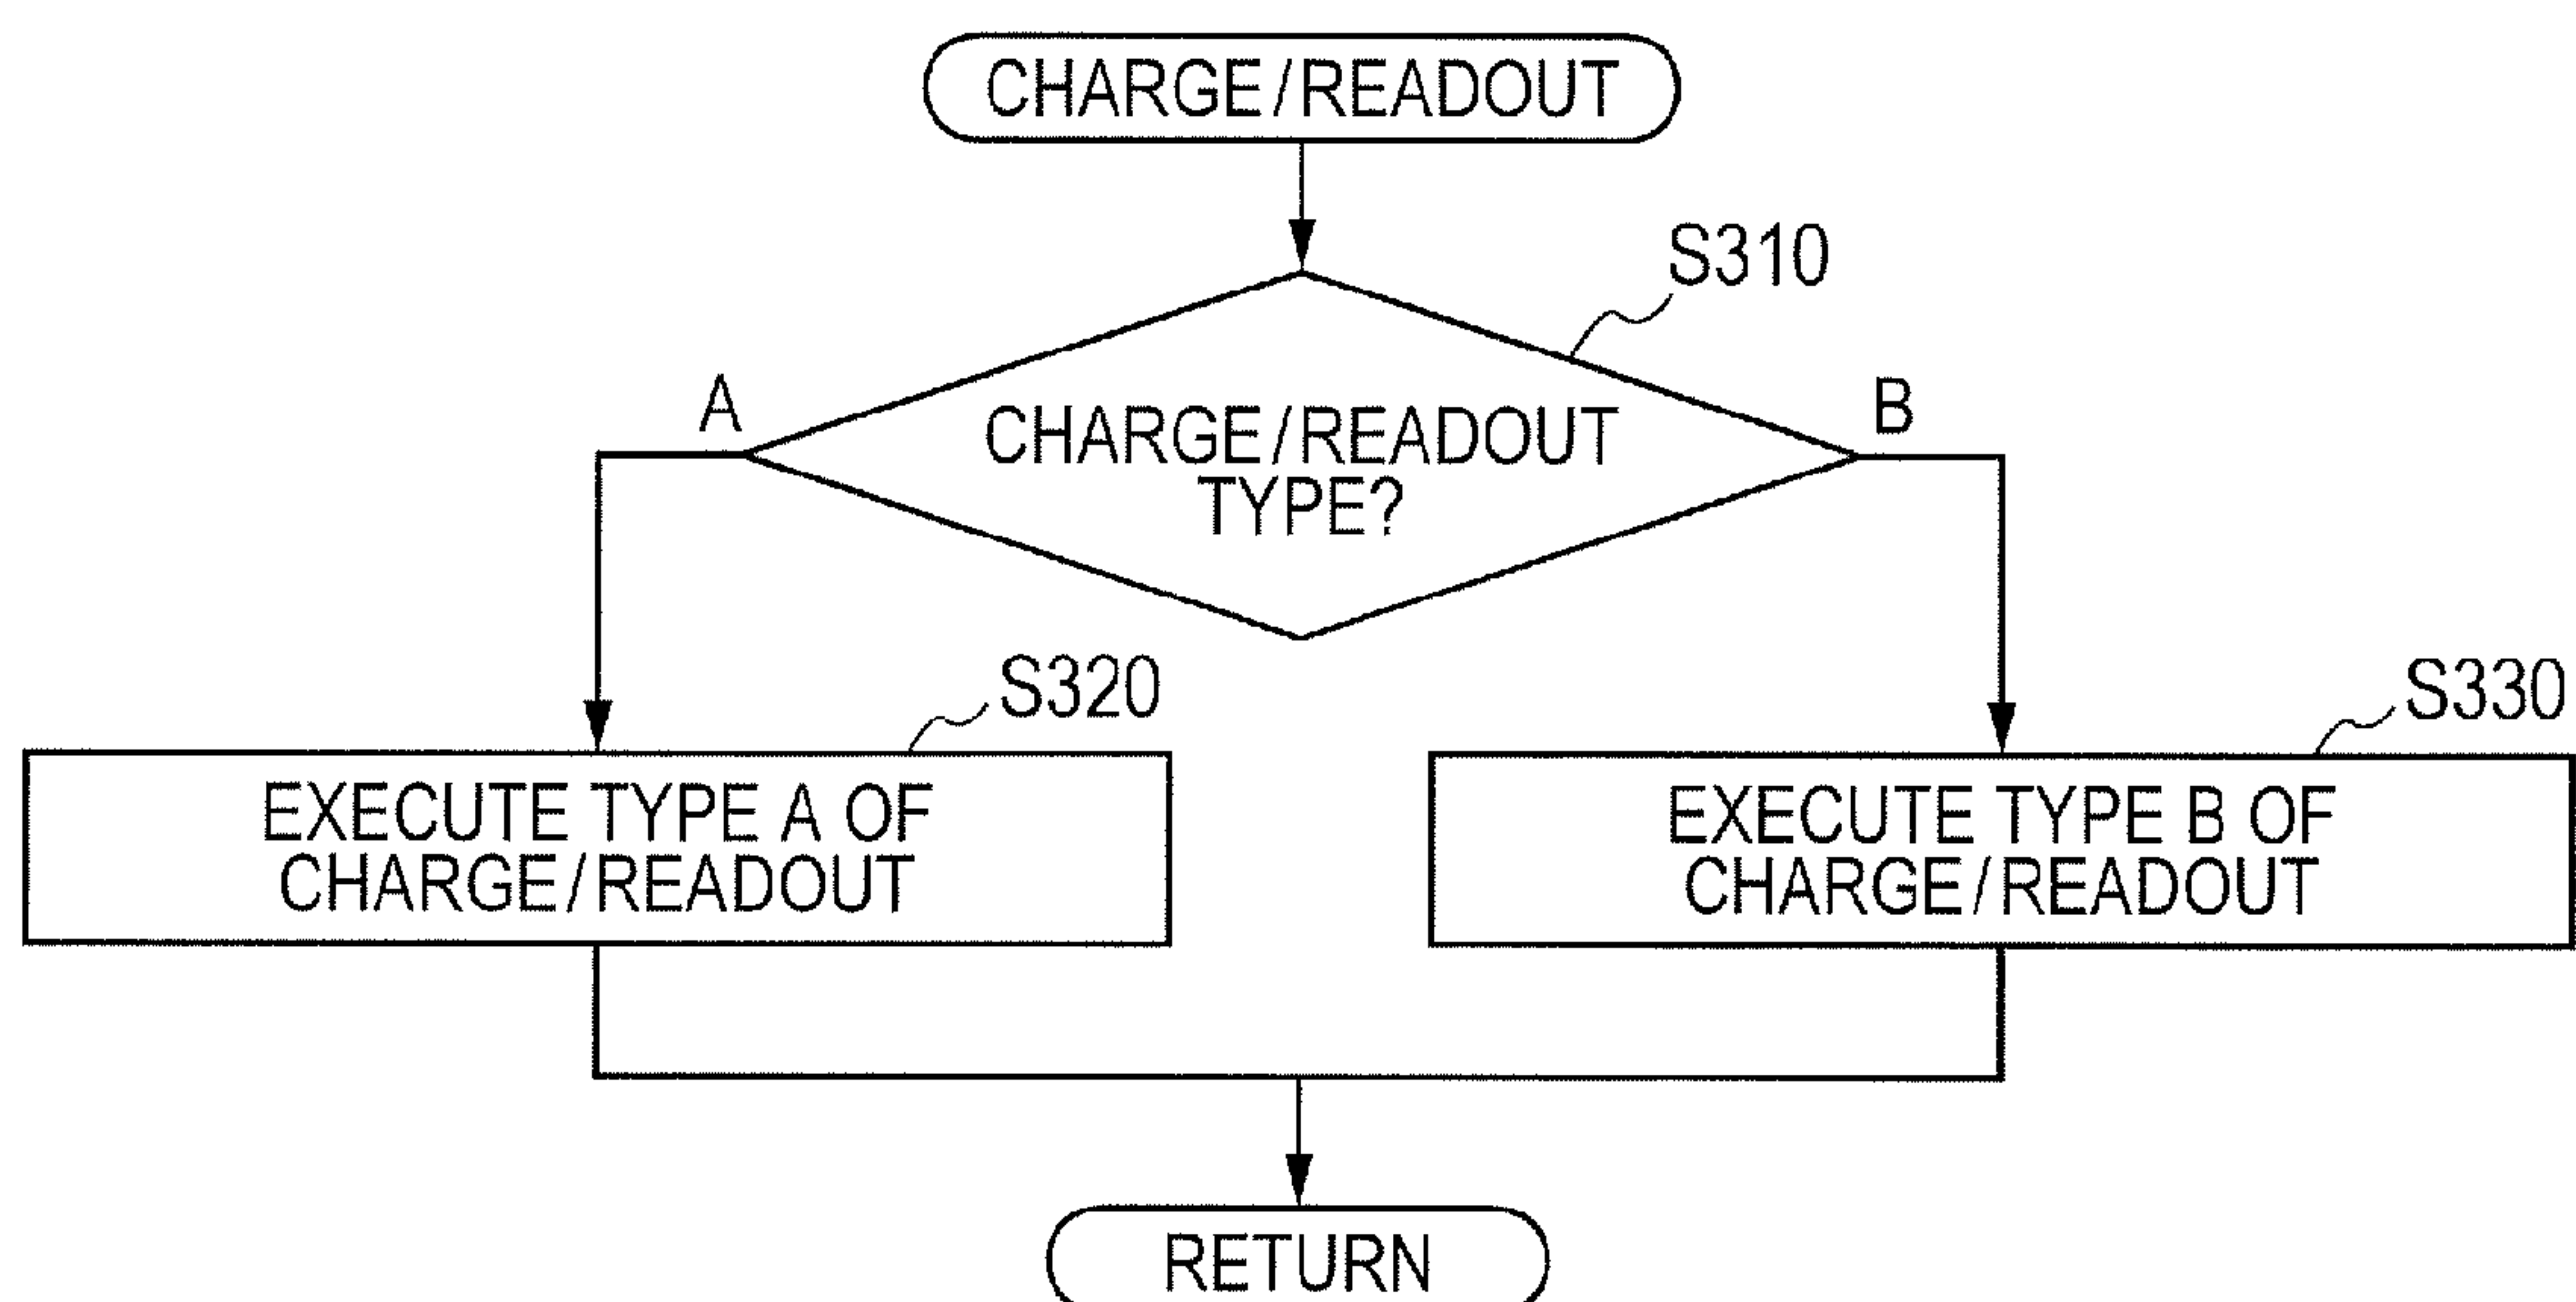 CHARGE/READOUT
S310
A
B
CHARGE/READOUT
TYPE?
S320
S330
EXECUTE TYPE A OF
CHARGE/READOUT
EXECUTE TYPE B OF
CHARGE/READOUT
RETURN